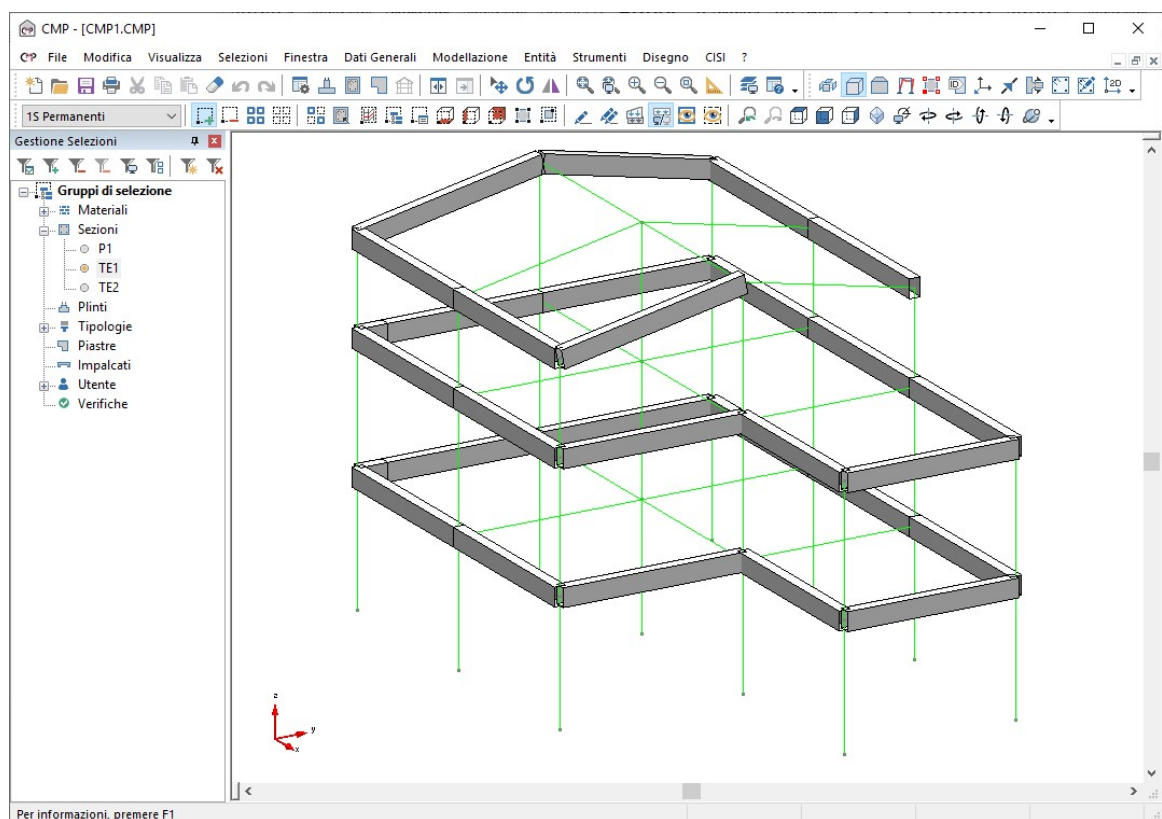 CMP - [CMP1.CMP]
File Modifica Visualizza Selezioni Finestra Dati Generali Modellazione Entità Strumenti Disegno CISI ?
1S Permanenti
Gestione Selezioni
Gruppi di selezione
Materiali
Sezioni
P1
TE1
TE2
Plinti
Tipologie
Piastre
Impalcati
Utente
Verifiche
z
y
x
Per informazioni, premere F1